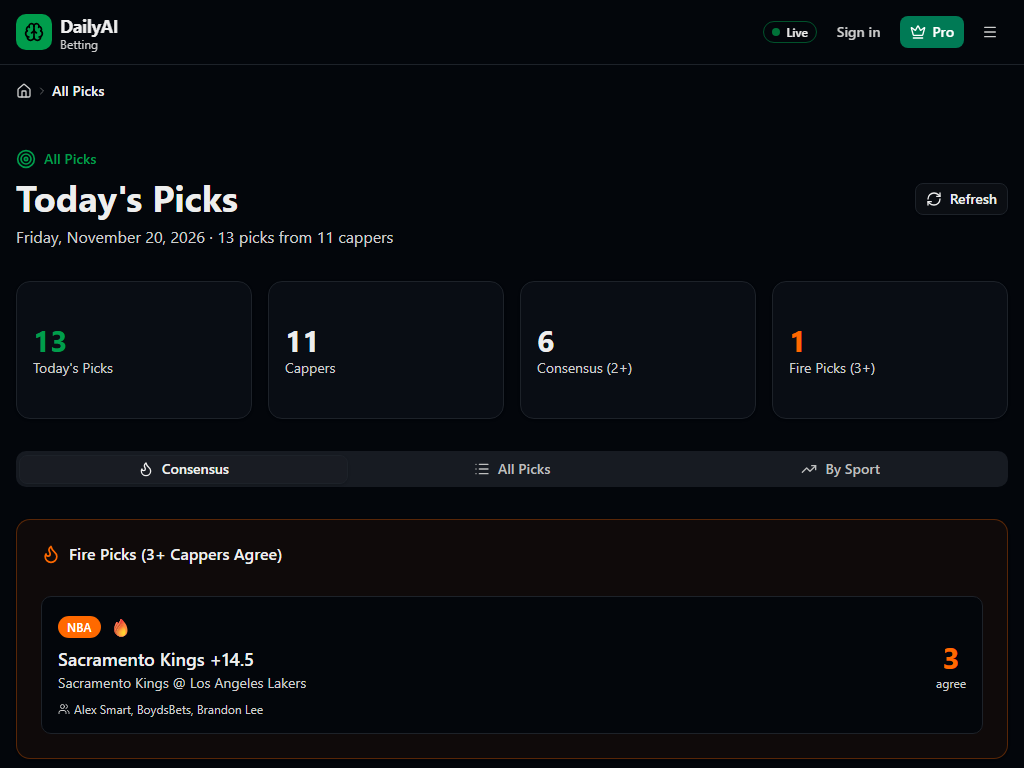 DailyAI
Betting
Live
Sign in
Pro
All Picks
All Picks
Today's Picks
Refresh
Friday, November 20, 2026 · 13 picks from 11 cappers
13
Today's Picks
11
Cappers
6
Consensus (2+)
1
Fire Picks (3+)
Consensus
All Picks
By Sport
Fire Picks (3+ Cappers Agree)
NBA
Sacramento Kings +14.5
Sacramento Kings @ Los Angeles Lakers
Alex Smart, BoydsBets, Brandon Lee
3
agree